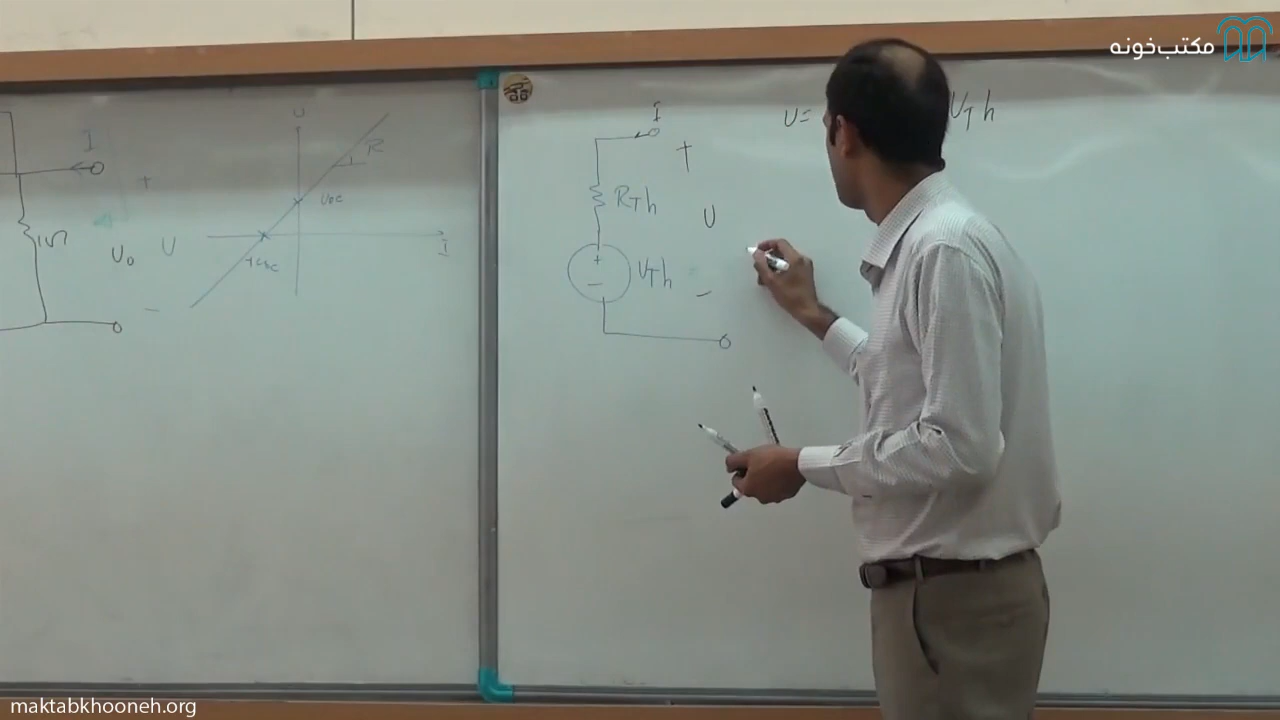 مکتب‌خونه
I
+
1Ω
U₀
U
−
U
R
Uoc
I
I
+
RTh
U
+
−
UTh
−
U=
UTh
maktabkhooneh.org